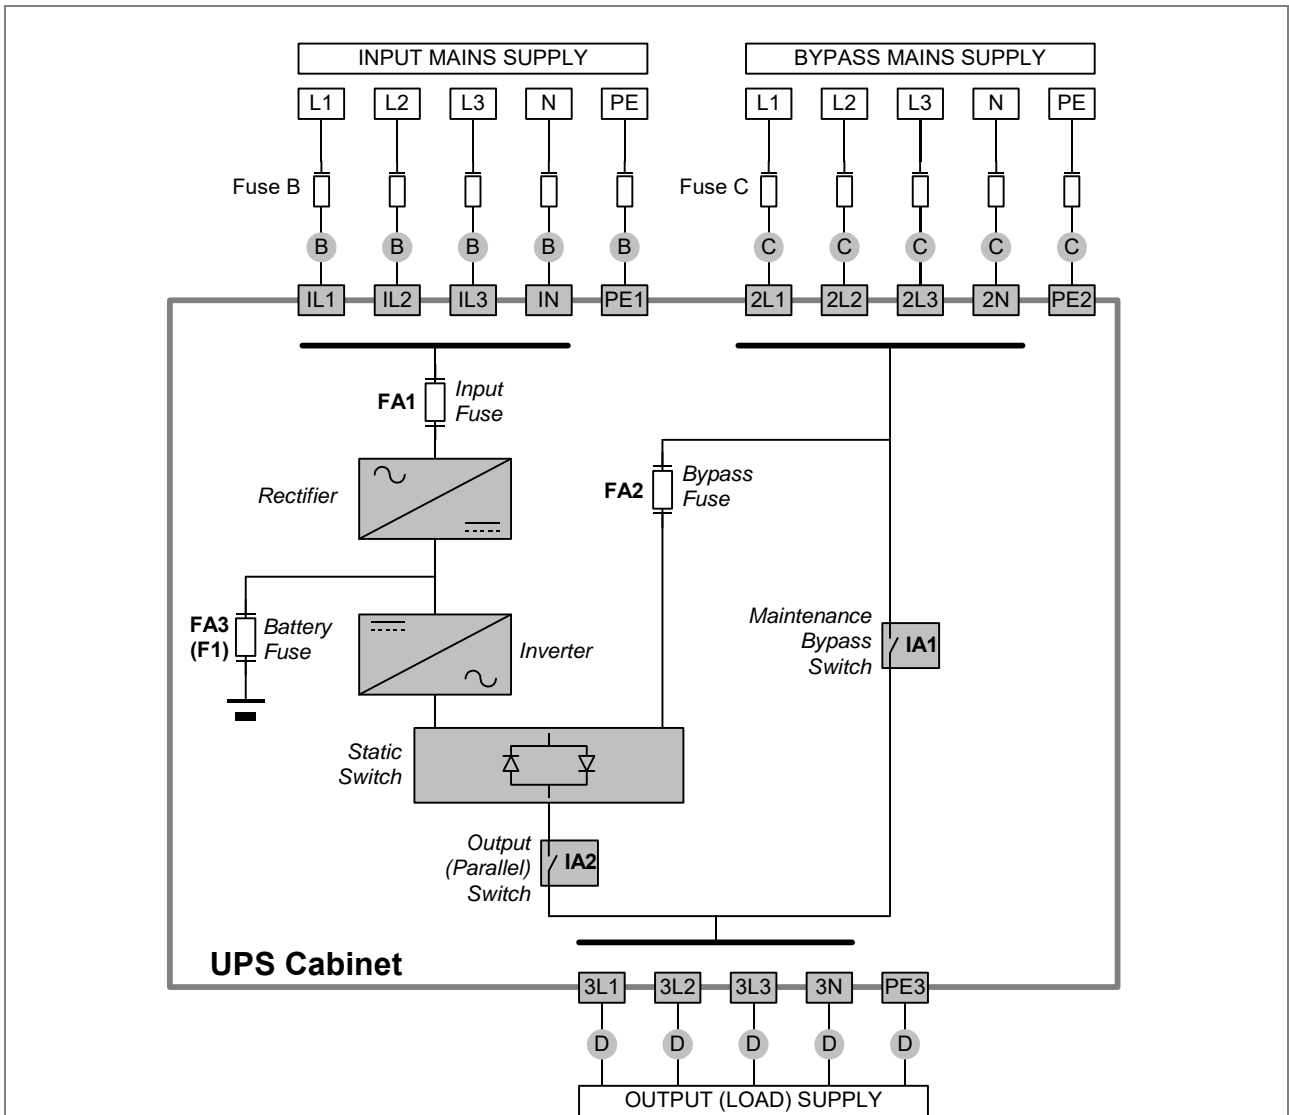 INPUT MAINS SUPPLY
BYPASS MAINS SUPPLY
L1 L2 L3 N PE
L1 L2 L3 N PE
Fuse B
Fuse C
B B B B B
C C C C C
IL1 IL2 IL3 IN PE1
2L1 2L2 2L3 2N PE2
FA1
Input
Fuse
Rectifier
FA2
Bypass
Fuse
FA3
(F1)
Battery
Fuse
Inverter
Maintenance
Bypass
Switch
IA1
Static
Switch
Output
(Parallel)
Switch
IA2
UPS Cabinet
3L1 3L2 3L3 3N PE3
D D D D D
OUTPUT (LOAD) SUPPLY